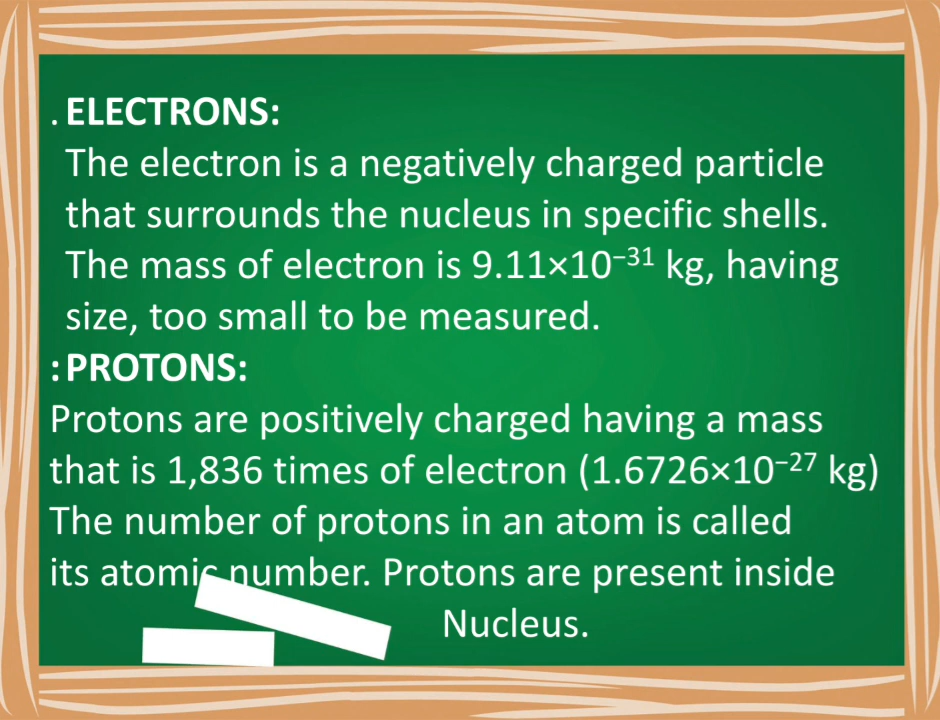 . ELECTRONS:
The electron is a negatively charged particle
that surrounds the nucleus in specific shells.
The mass of electron is 9.11×10⁻³¹ kg, having
size, too small to be measured.
: PROTONS:
Protons are positively charged having a mass
that is 1,836 times of electron (1.6726×10⁻²⁷ kg)
The number of protons in an atom is called
its atomic number. Protons are present inside
Nucleus.